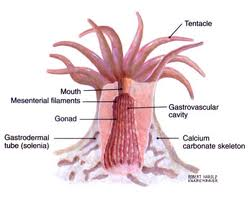 Tentacle
Mouth
Mesenterial filaments
Gonad
Gastrovascular
cavity
Gastrodermal
tube (solenia)
Calcium
carbonate skeleton